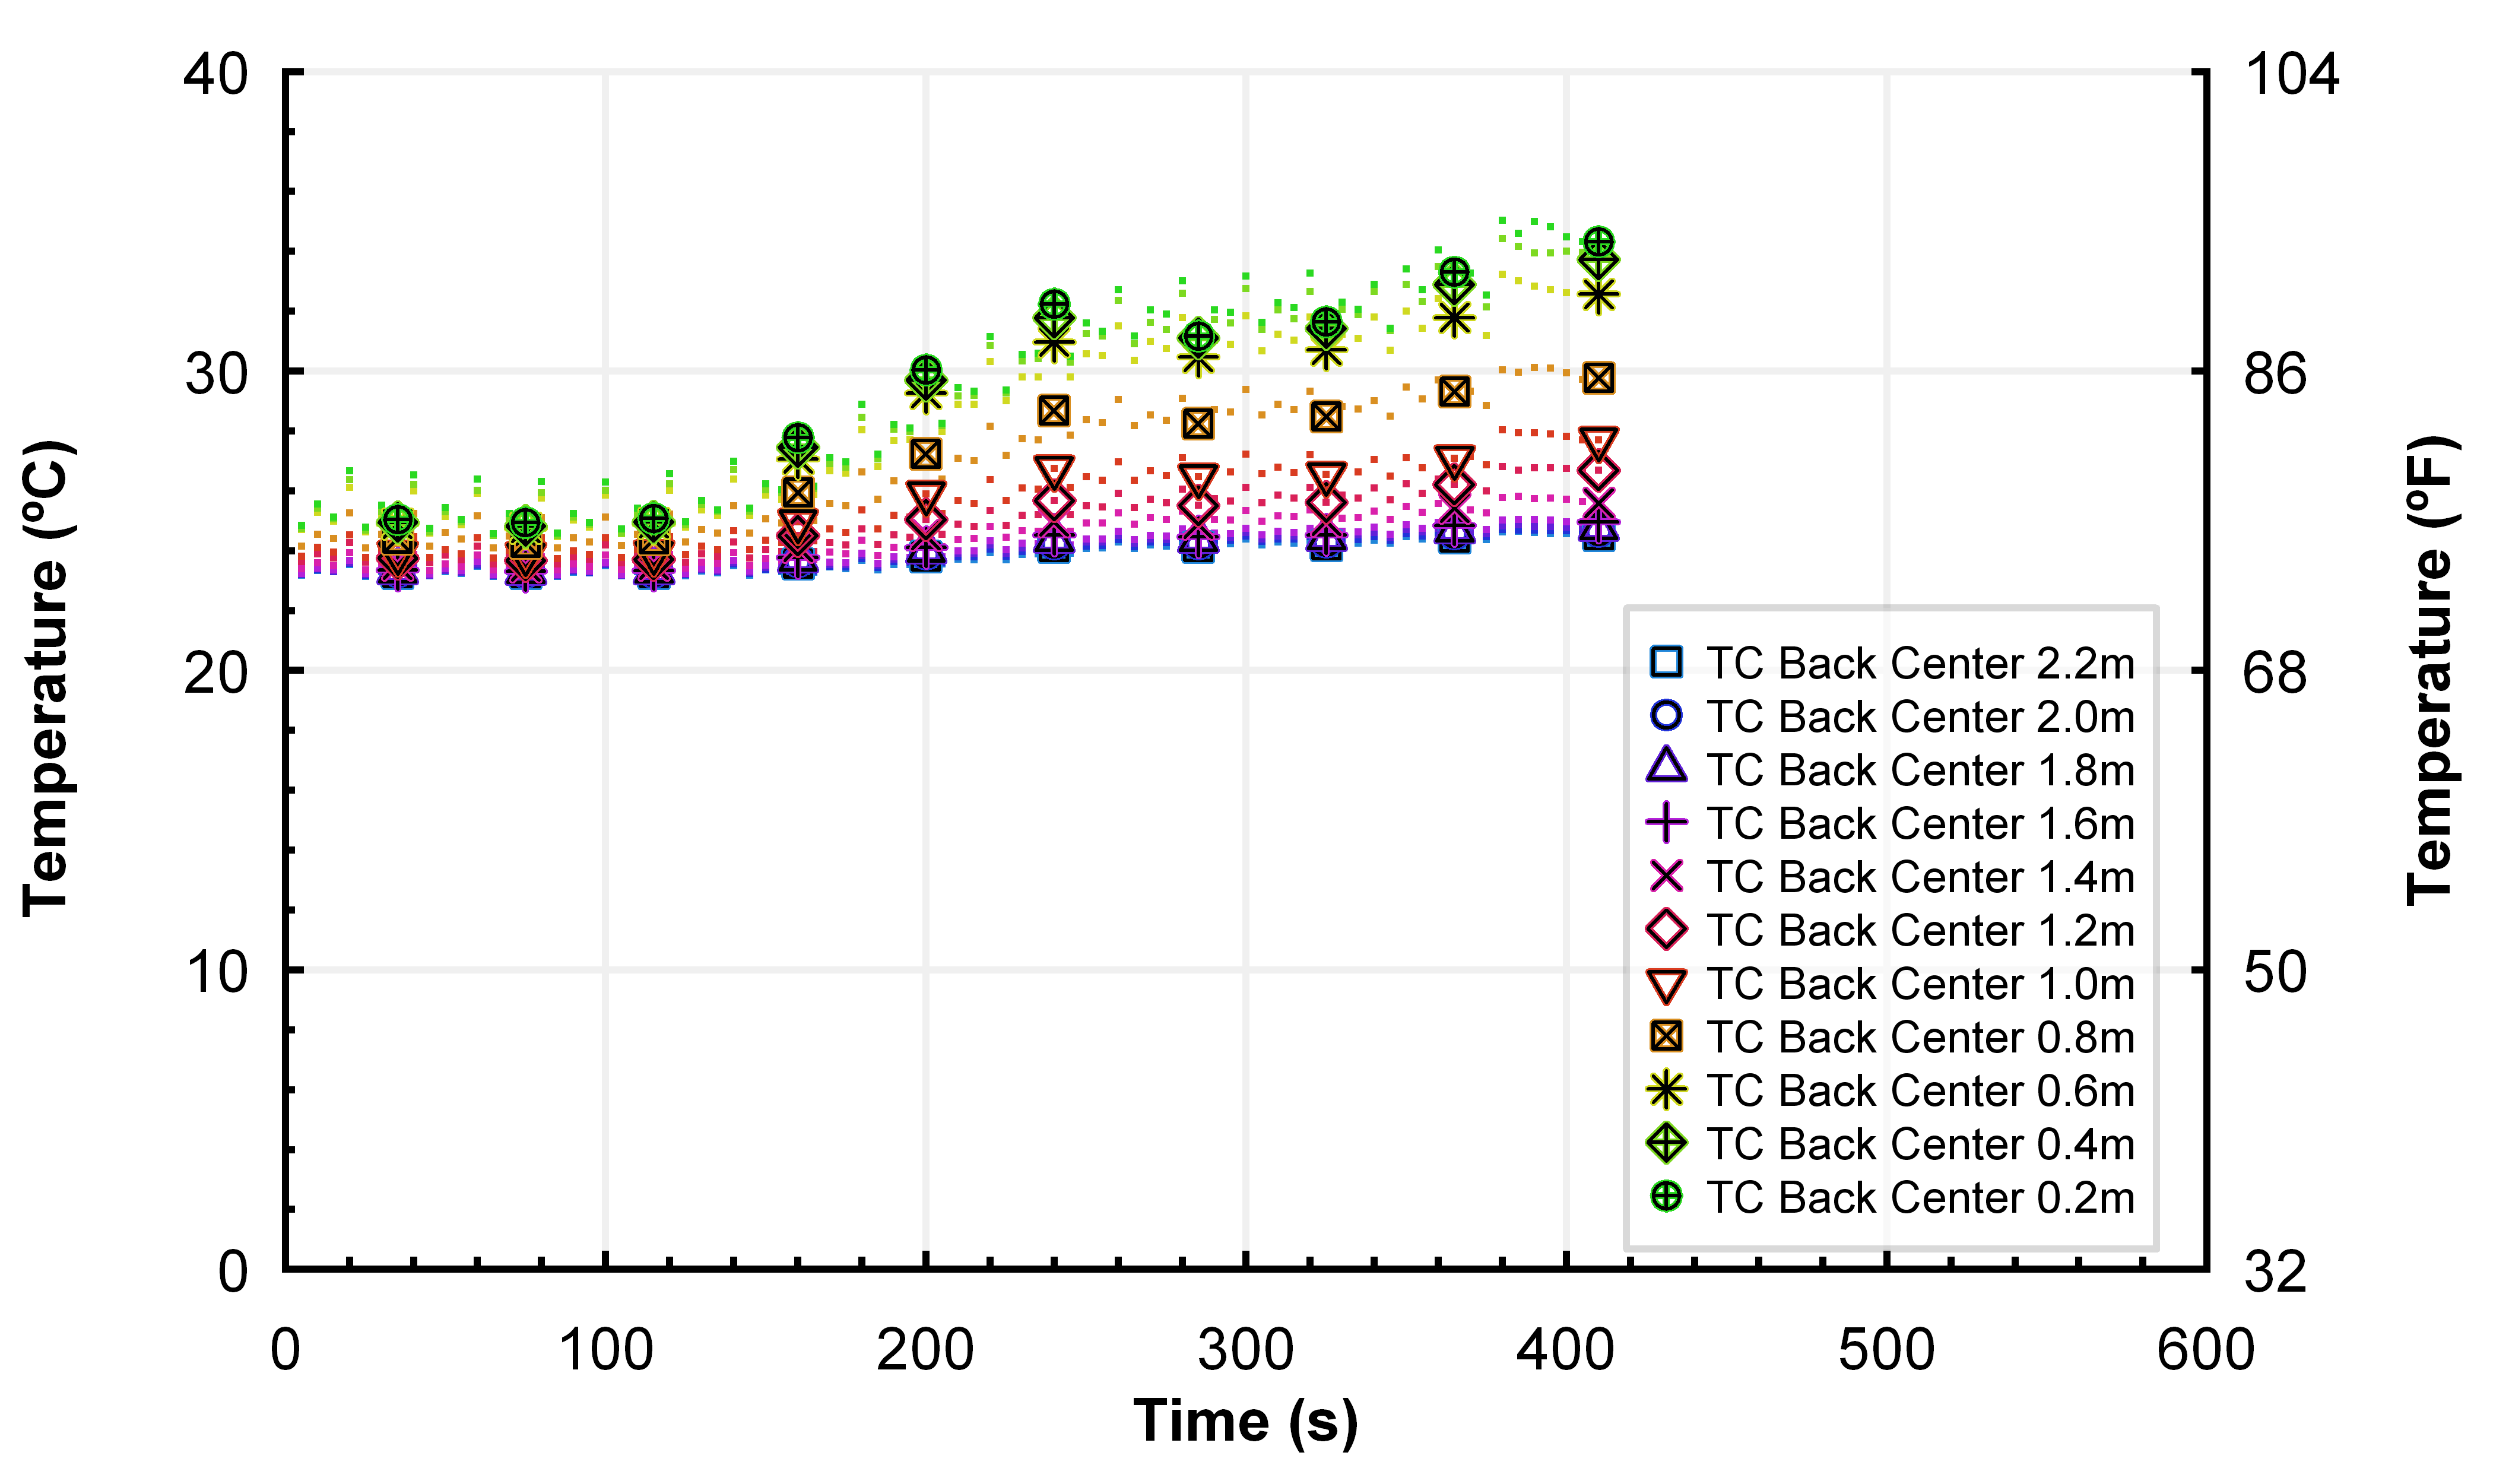 40
30
20
10
0
Temperature (ºC)
104
86
68
50
32
Temperature (ºF)
TC Back Center 2.2m
TC Back Center 2.0m
TC Back Center 1.8m
TC Back Center 1.6m
TC Back Center 1.4m
TC Back Center 1.2m
TC Back Center 1.0m
TC Back Center 0.8m
TC Back Center 0.6m
TC Back Center 0.4m
TC Back Center 0.2m
0 100 200 300 400 500 600
Time (s)